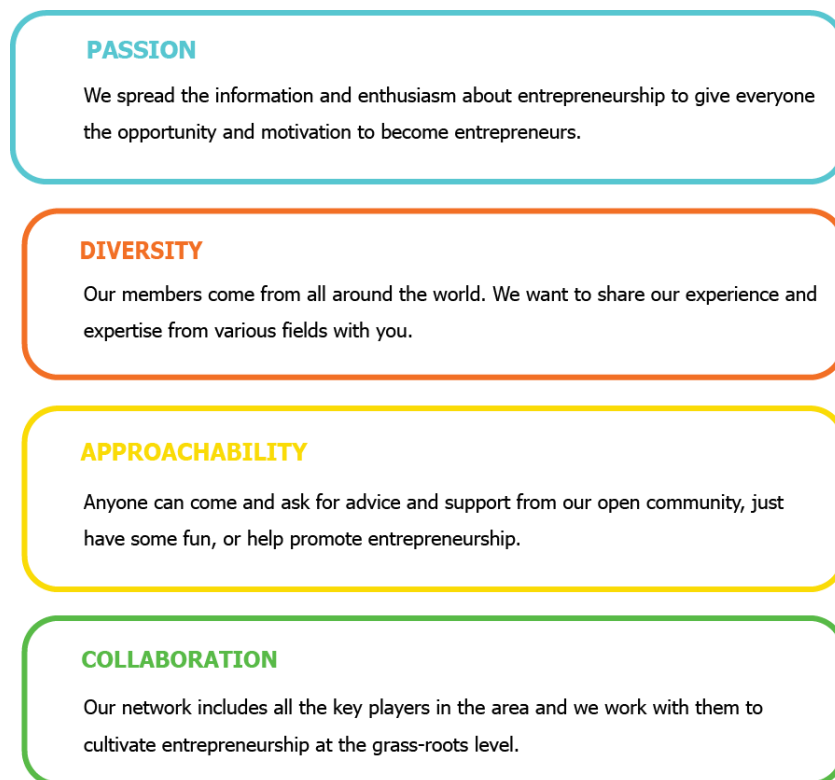 PASSION
We spread the information and enthusiasm about entrepreneurship to give everyone
the opportunity and motivation to become entrepreneurs.
DIVERSITY
Our members come from all around the world. We want to share our experience and
expertise from various fields with you.
APPROACHABILITY
Anyone can come and ask for advice and support from our open community, just
have some fun, or help promote entrepreneurship.
COLLABORATION
Our network includes all the key players in the area and we work with them to
cultivate entrepreneurship at the grass-roots level.